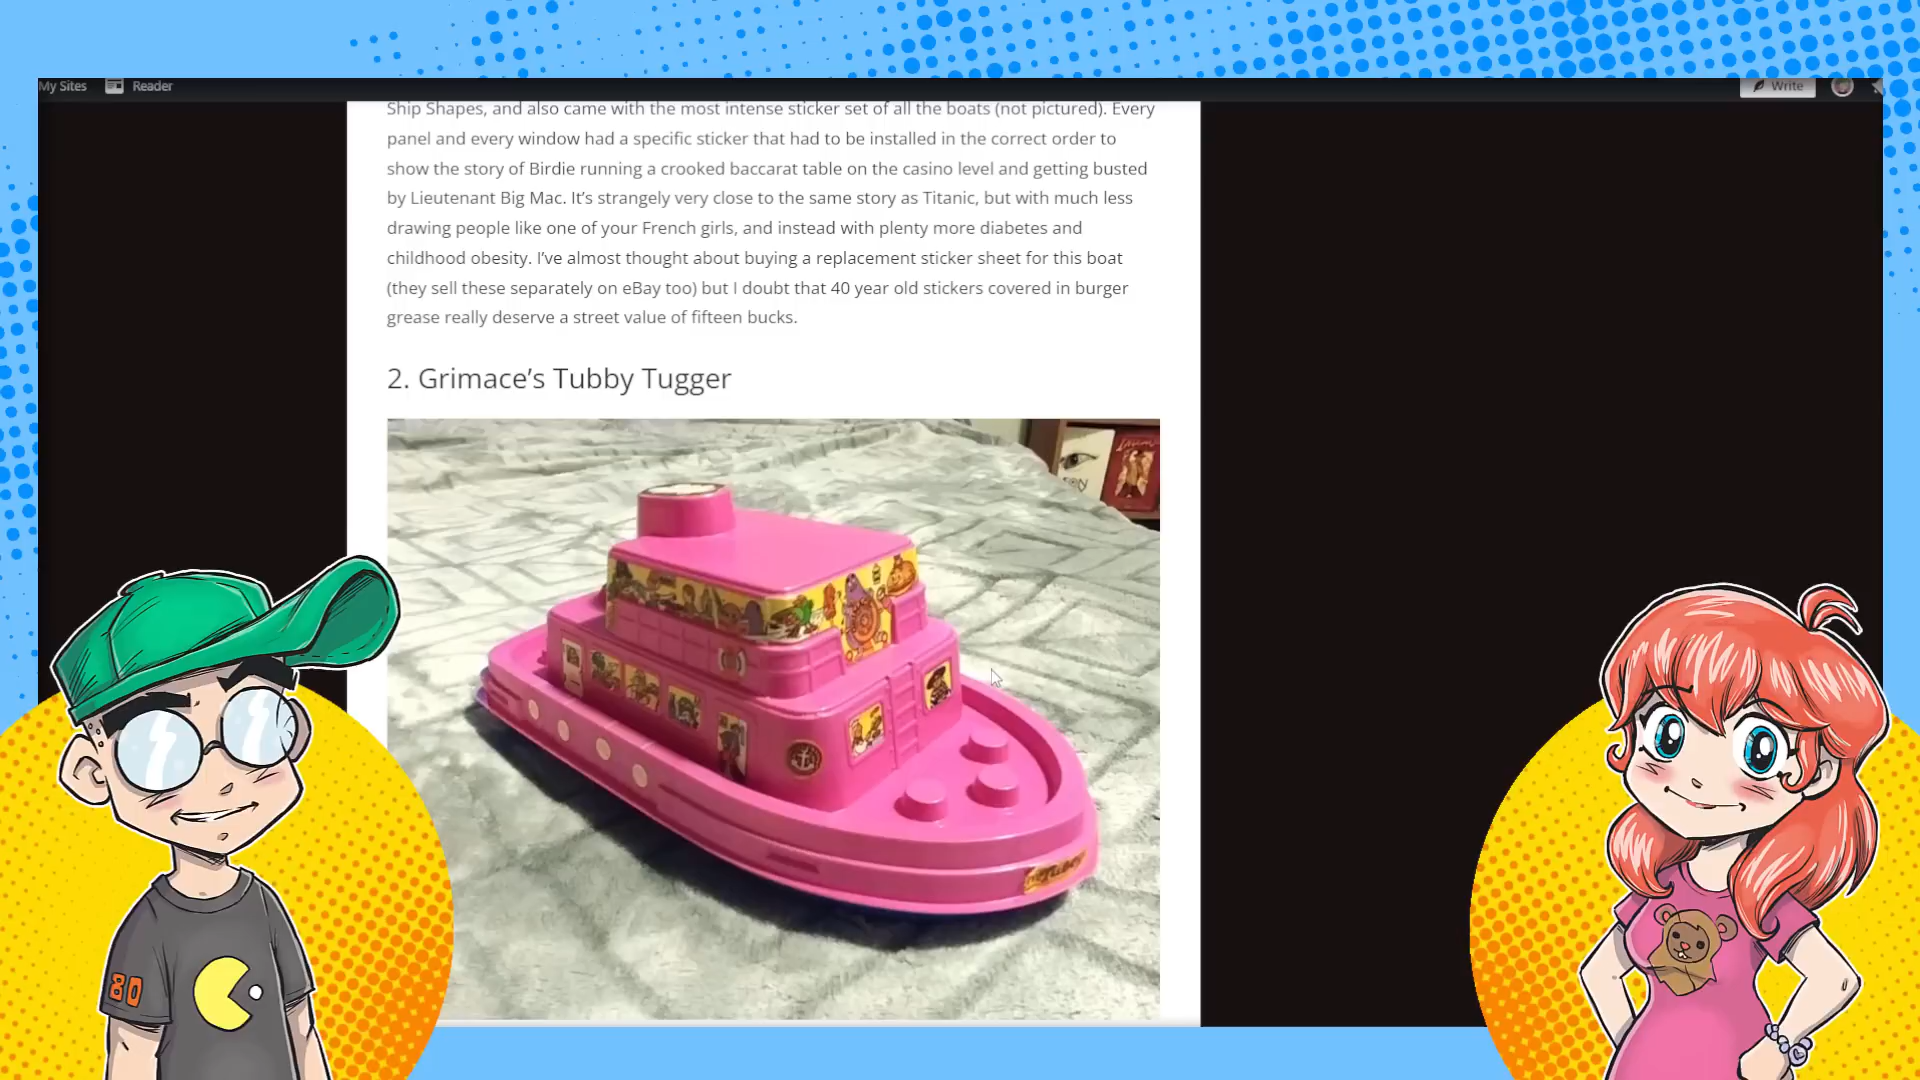 My Sites Reader Write
Ship Shapes, and also came with the most intense sticker set of all the boats (not pictured). Every
panel and every window had a specific sticker that had to be installed in the correct order to
show the story of Birdie running a crooked baccarat table on the casino level and getting busted
by Lieutenant Big Mac. It’s strangely very close to the same story as Titanic, but with much less
drawing people like one of your French girls, and instead with plenty more diabetes and
childhood obesity. I’ve almost thought about buying a replacement sticker sheet for this boat
(they sell these separately on eBay too) but I doubt that 40 year old stickers covered in burger
grease really deserve a street value of fifteen bucks.
2. Grimace’s Tubby Tugger
80